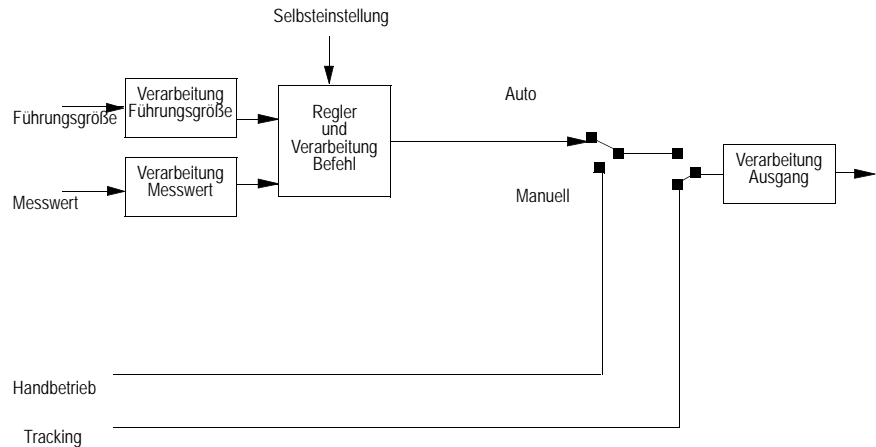 Selbsteinstellung
Führungsgröße
Verarbeitung
Führungsgröße
Regler
und
Verarbeitung
Befehl
Auto
Messwert
Verarbeitung
Messwert
Manuell
Verarbeitung
Ausgang
Handbetrieb
Tracking